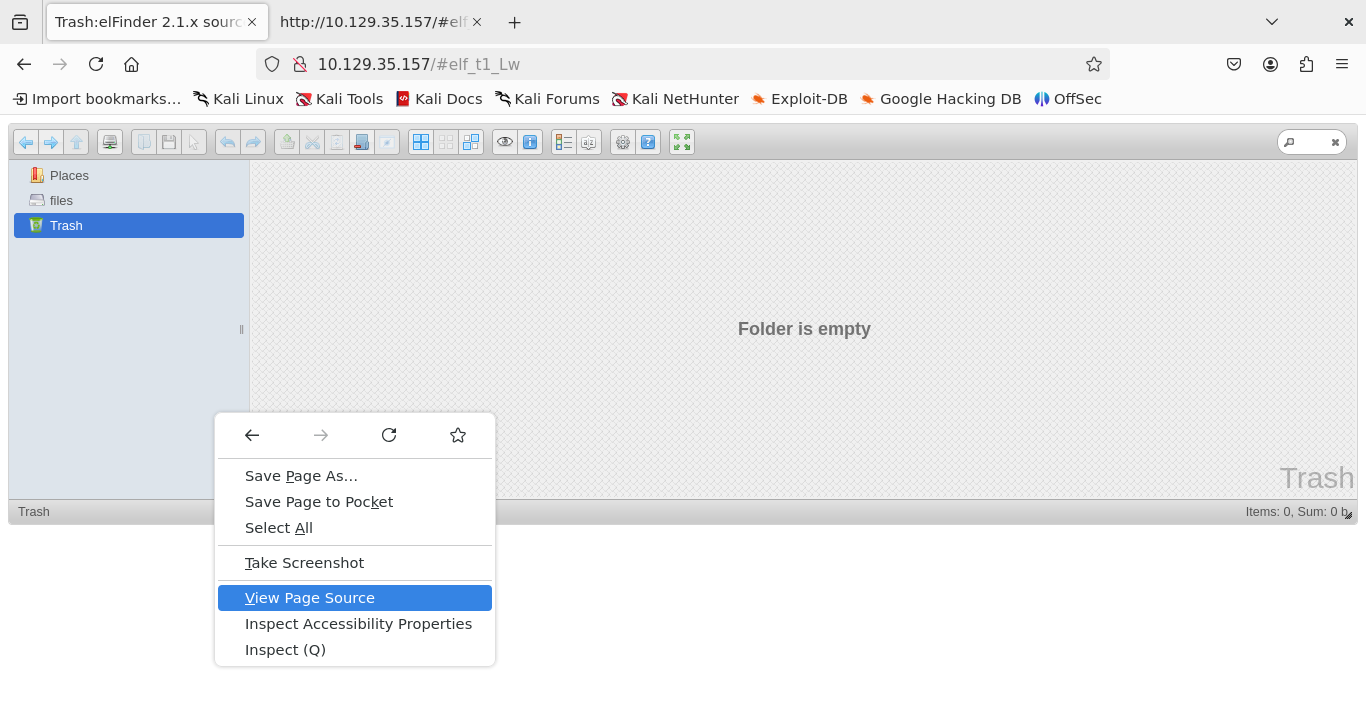 Trash:elFinder 2.1.x sourc
http://10.129.35.157/#elf
10.129.35.157/#elf_t1_Lw
Import bookmarks… Kali Linux Kali Tools Kali Docs Kali Forums Kali NetHunter Exploit-DB Google Hacking DB OffSec
Places
files
Trash
Folder is empty
Trash
Save Page As…
Save Page to Pocket
Select All
Take Screenshot
View Page Source
Inspect Accessibility Properties
Inspect (Q)
Trash
Items: 0, Sum: 0 b